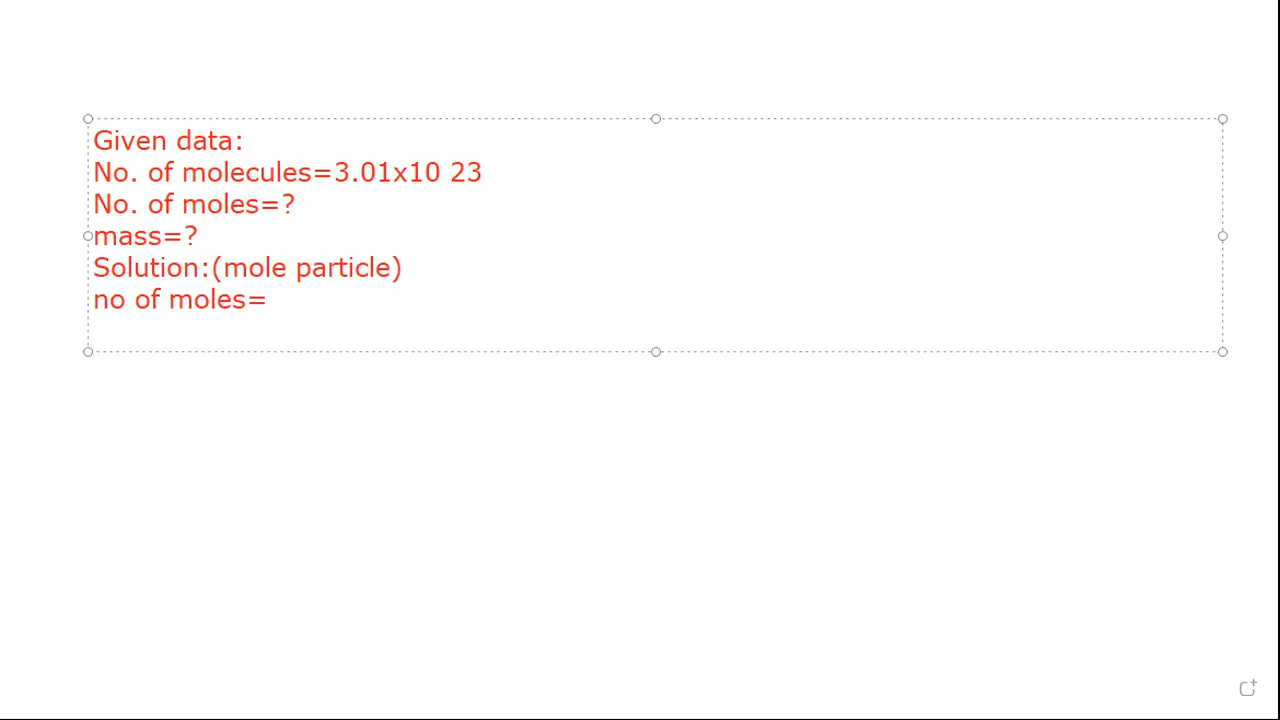 Given data:
No. of molecules=3.01x10 23
No. of moles=?
mass=?
Solution:(mole particle)
no of moles=